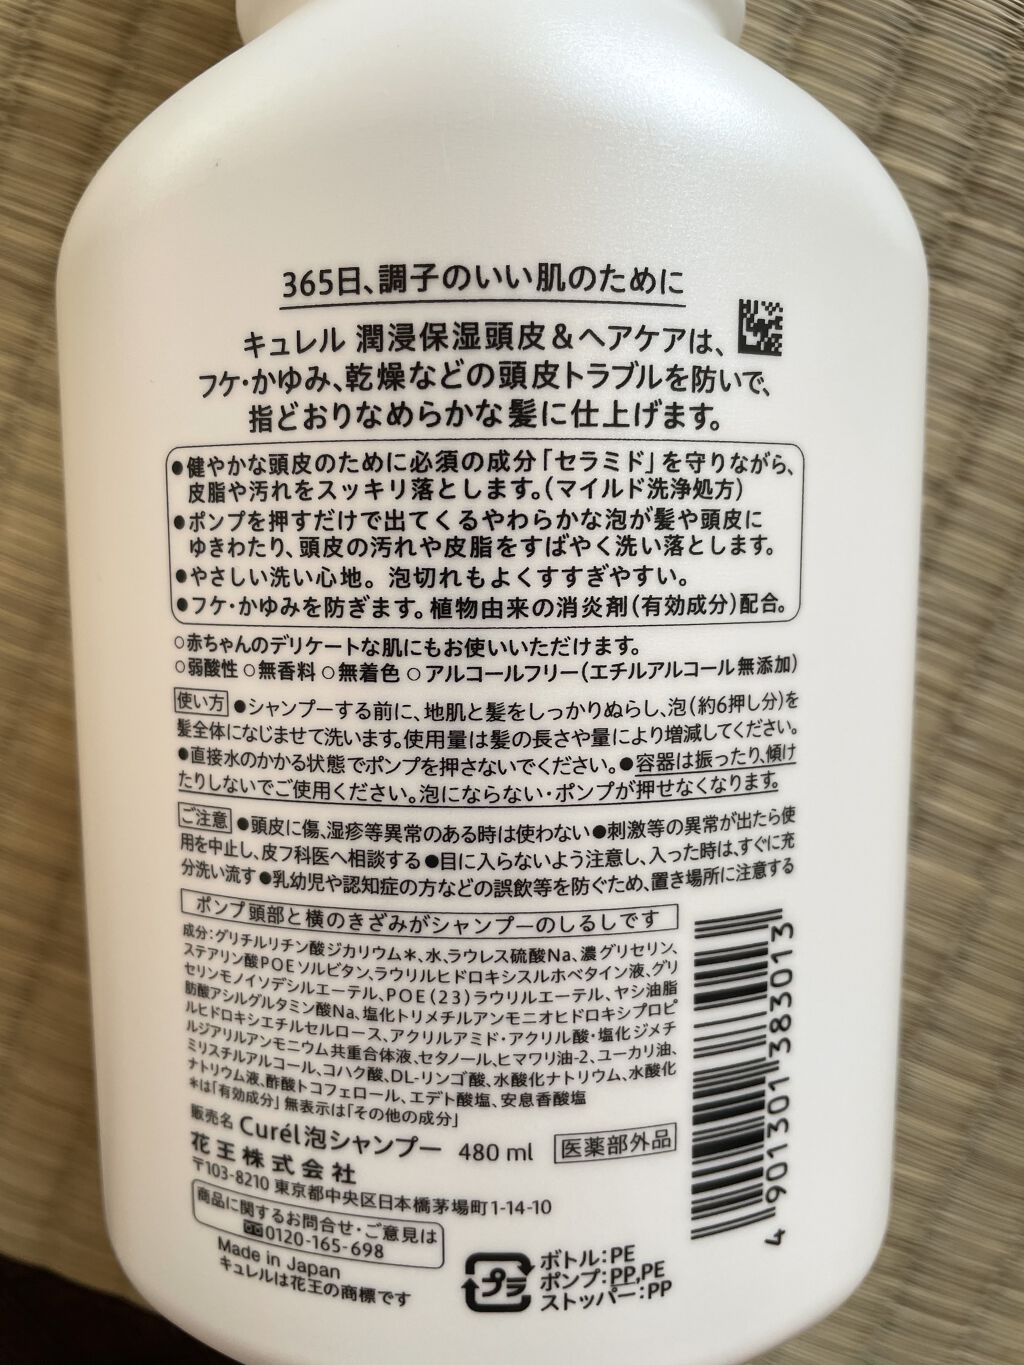 365日、調子のいい肌のために
キュレル 潤浸保湿頭皮&ヘアケアは、
フケ・かゆみ、乾燥などの頭皮トラブルを防いで、
指どおりなめらかな髪に仕上げます。
●健やかな頭皮のために必須の成分「セラミド」を守りながら、
皮脂や汚れをスッキリ落とします。(マイルド洗浄処方)
●ポンプを押すだけで出てくるやわらかな泡が髪や頭皮に
ゆきわたり、頭皮の汚れや皮脂をすばやく洗い落とします。
●やさしい洗い心地。泡切れもよくすすぎやすい。
●フケ・かゆみを防ぎます。植物由来の消炎剤(有効成分)配合。
○赤ちゃんのデリケートな肌にもお使いいただけます。
○弱酸性○無香料○無着色○アルコールフリー(エチルアルコール無添加)
使い方 ●シャンプーする前に、地肌と髪をしっかりぬらし、泡(約6押し分)を
髪全体になじませて洗います。使用量は髪の長さや量により増減してください。
●直接水のかかる状態でポンプを押さないでください。●容器は振ったり、傾け
たりしないでご使用ください。泡にならない・ポンプが押せなくなります。
ご注意 ●頭皮に傷、湿疹等異常のある時は使わない●刺激等の異常が出たら使
用を中止し、皮フ科医へ相談する●目に入らないよう注意し、入った時は、すぐに充
分洗い流す●乳幼児や認知症の方などの誤飲等を防ぐため、置き場所に注意する
ポンプ頭部と横のきざみがシャンプーのしるしです
成分:グリチルリチン酸ジカリウム*、水、ラウレス硫酸Na、濃グリセリン、
ステアリン酸POEソルビタン、ラウリルヒドロキシスルホベタイン液、グリ
セリンモノイソデシルエーテル、POE(23)ラウリルエーテル、ヤシ油脂
肪酸アシルグルタミン酸Na、塩化トリメチルアンモニオヒドロキシプロピ
ルヒドロキシエチルセルロース、アクリルアミド・アクリル酸・塩化ジメチ
ルジアリルアンモニウム共重合体液、セタノール、ヒマワリ油-2、ユーカリ油、
ミリスチルアルコール、コハク酸、DL-リンゴ酸、水酸化ナトリウム、水酸化
ナトリウム液、酢酸トコフェロール、エデト酸塩、安息香酸塩
*は「有効成分」無表示は「その他の成分」
販売名 Curél泡シャンプー 480 ml 医薬部外品
花王株式会社
〒103-8210 東京都中央区日本橋茅場町1-14-10
商品に関するお問合せ・ご意見は
0120-165-698
Made in Japan
キュレルは花王の商標です
プラ
ボトル:PE
ポンプ:PP,PE
ストッパー:PP
4901301383013